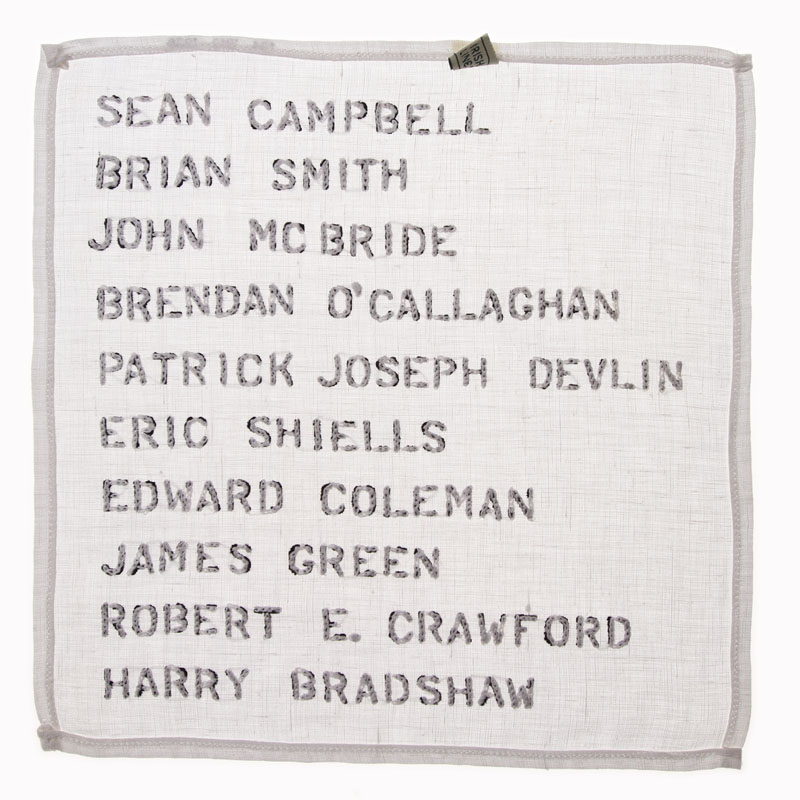 IRISH
SEAN CAMPBELL
BRIAN SMITH
JOHN MCBRIDE
BRENDAN O'CALLAGHAN
PATRICK JOSEPH DEVLIN
ERIC SHIELLS
EDWARD COLEMAN
JAMES GREEN
ROBERT E. CRAWFORD
HARRY BRADSHAW